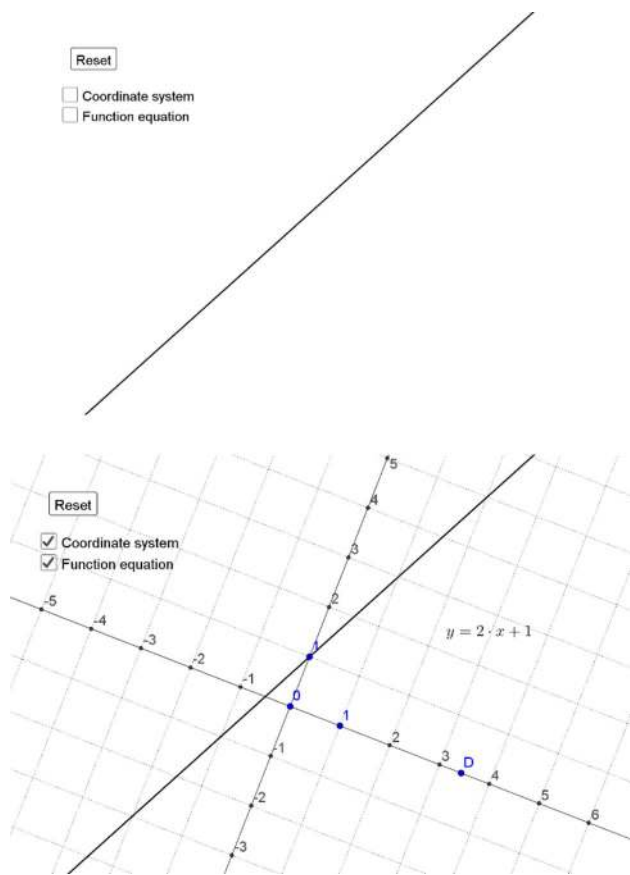 Reset
Coordinate system
Function equation
5
Reset
4
Coordinate system
Function equation
3
-5
2
-4
y = 2 · x + 1
-3
1
-2
-1
0
1
2
-1
3
D
4
-2
5
6
-3